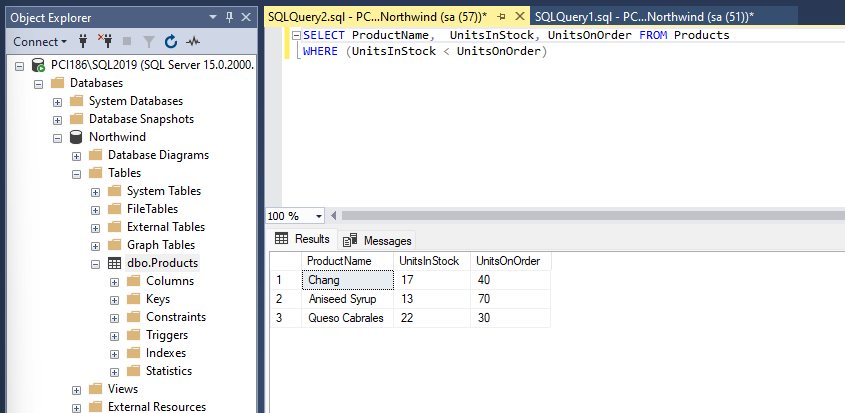 Object Explorer
Connect
PCI186\SQL2019 (SQL Server 15.0.2000.
Databases
System Databases
Database Snapshots
Northwind
Database Diagrams
Tables
System Tables
FileTables
External Tables
Graph Tables
dbo.Products
Columns
Keys
Constraints
Triggers
Indexes
Statistics
Views
External Resources
SQLQuery2.sql - PC...Northwind (sa (57))*
SQLQuery1.sql - PC...Northwind (sa (51))*
SELECT ProductName,  UnitsInStock, UnitsOnOrder FROM Products
WHERE (UnitsInStock < UnitsOnOrder)
100 %
Results
Messages
ProductName UnitsInStock UnitsOnOrder
1 Chang 17 40
2 Aniseed Syrup 13 70
3 Queso Cabrales 22 30